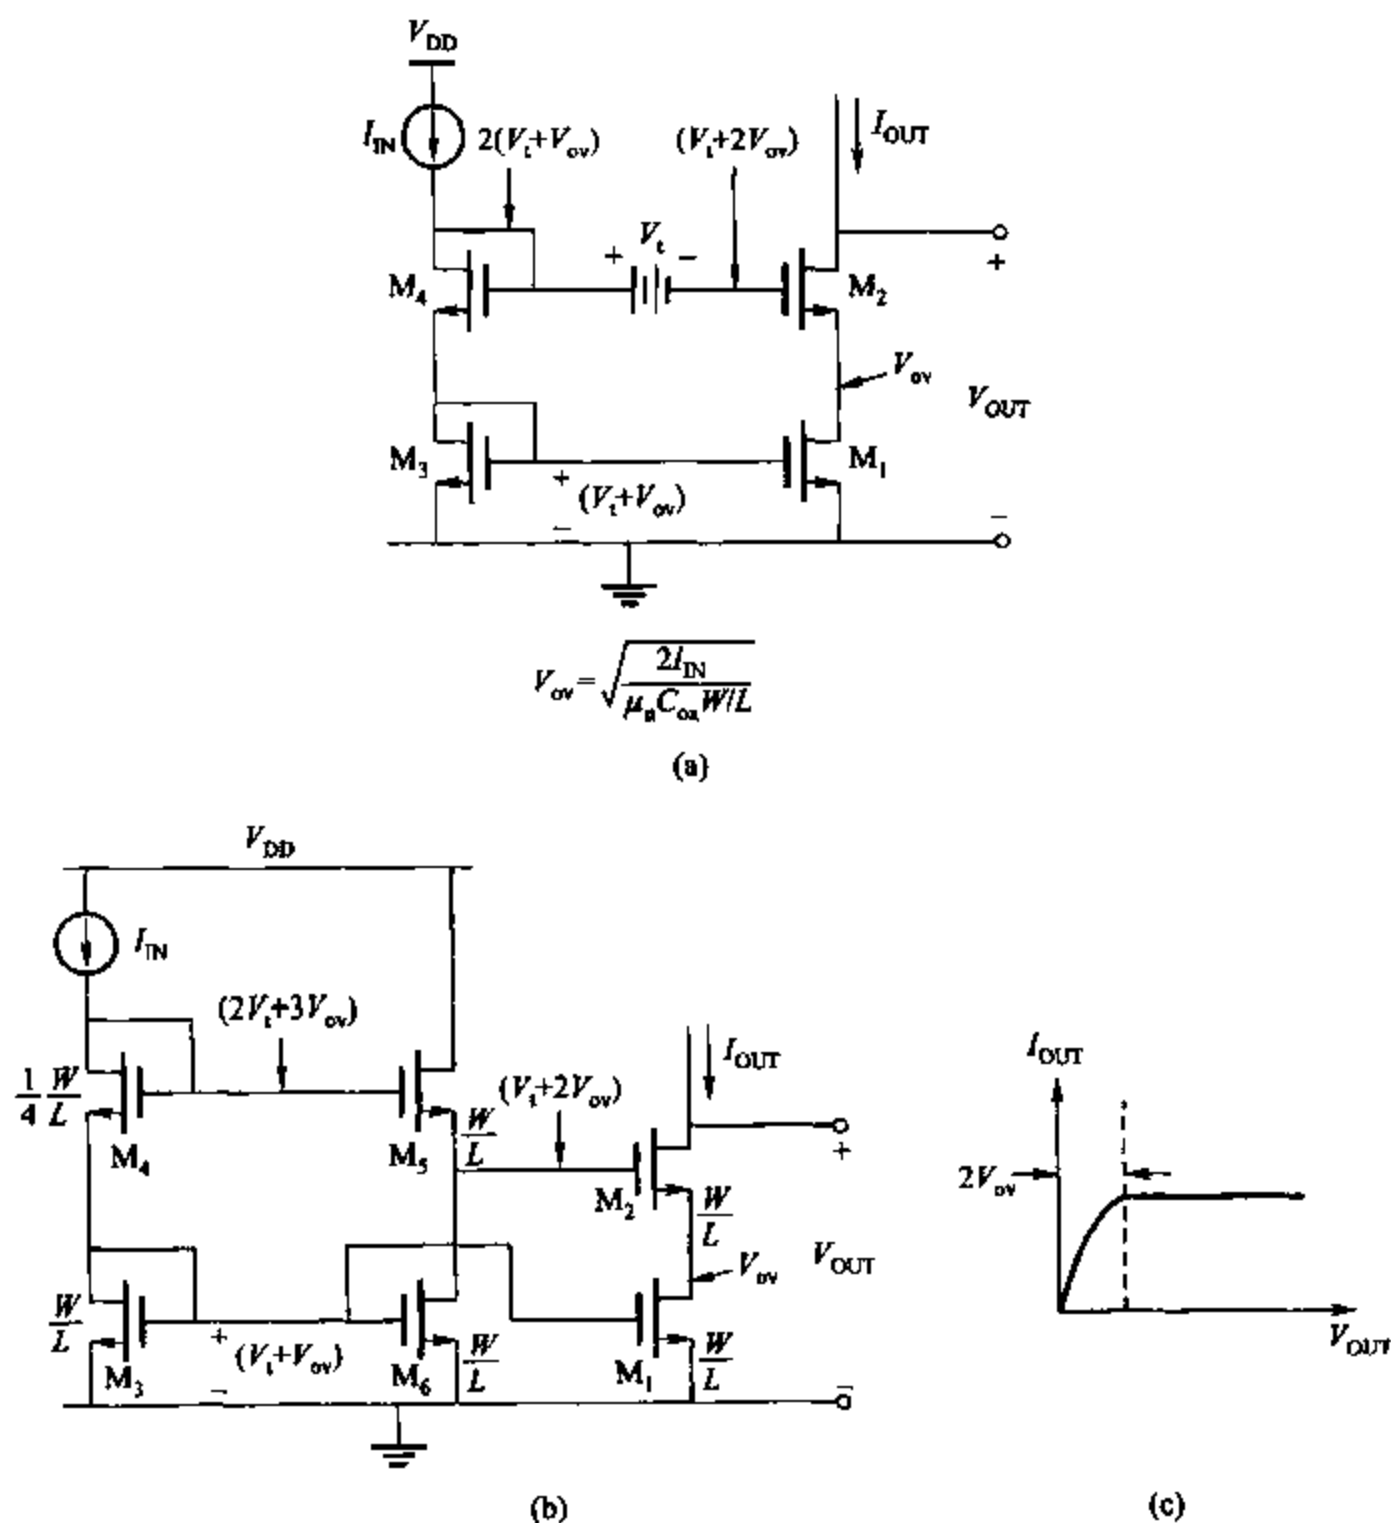 V_DD
I_IN
2(V_t+V_ov)
(V_t+2V_ov)
I_OUT
+ V_t −
+
M_4
M_2
V_ov
V_OUT
M_3
+
(V_t+V_ov)
−
M_1
−
V_ov=√(2I_IN/(μ_n C_ox W/L))
(a)
V_DD
I_IN
(2V_t+3V_ov)
I_OUT
(V_t+2V_ov)
+
1/4 W/L
M_4
M_5
W/L
M_2
W/L
V_ov
V_OUT
W/L
M_3
+
(V_t+V_ov)
−
M_6
W/L
M_1
W/L
−
(b)
I_OUT
2V_ov
V_OUT
(c)